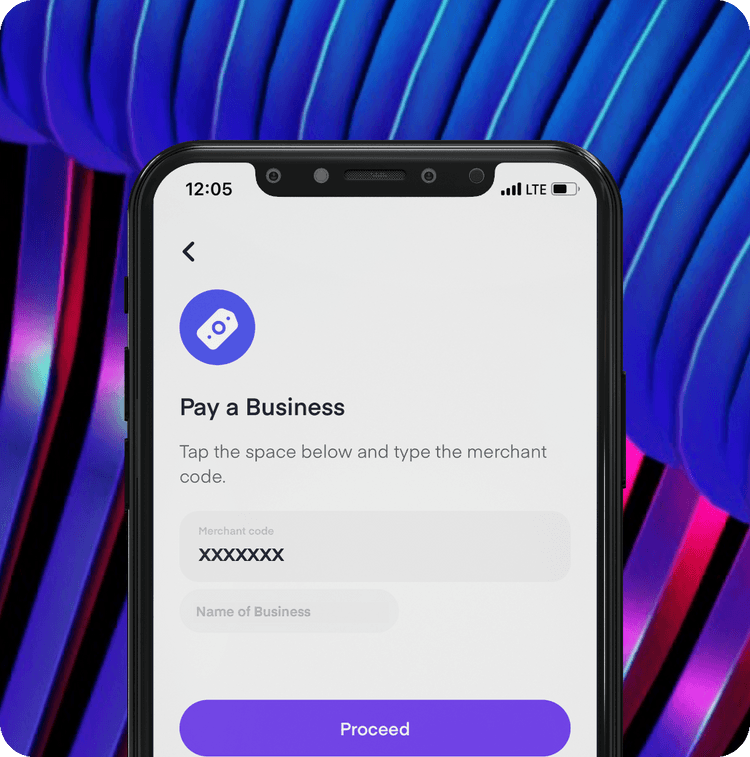 12:05 LTE
Pay a Business
Tap the space below and type the merchant
code.
Merchant code
XXXXXXX
Name of Business
Proceed